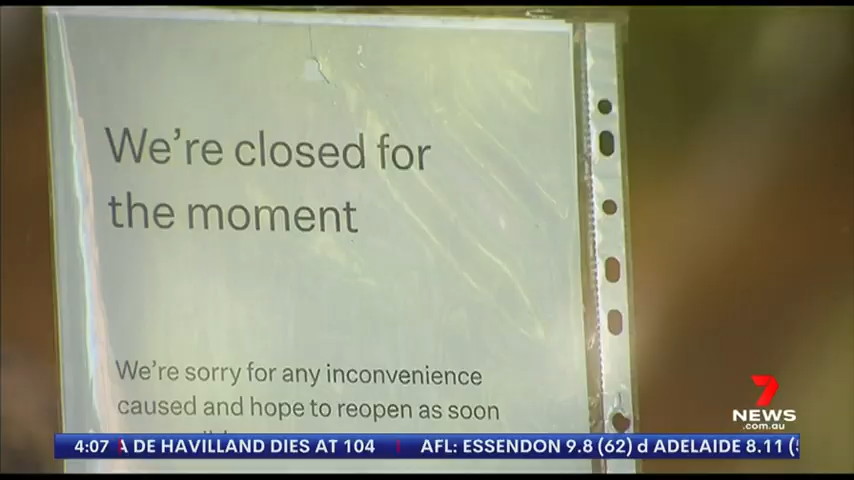 We're closed for
the moment
We're sorry for any inconvenience
caused and hope to reopen as soon
7
NEWS
.com.au
4:07 A DE HAVILLAND DIES AT 104 AFL: ESSENDON 9.8 (62) d ADELAIDE 8.11 (